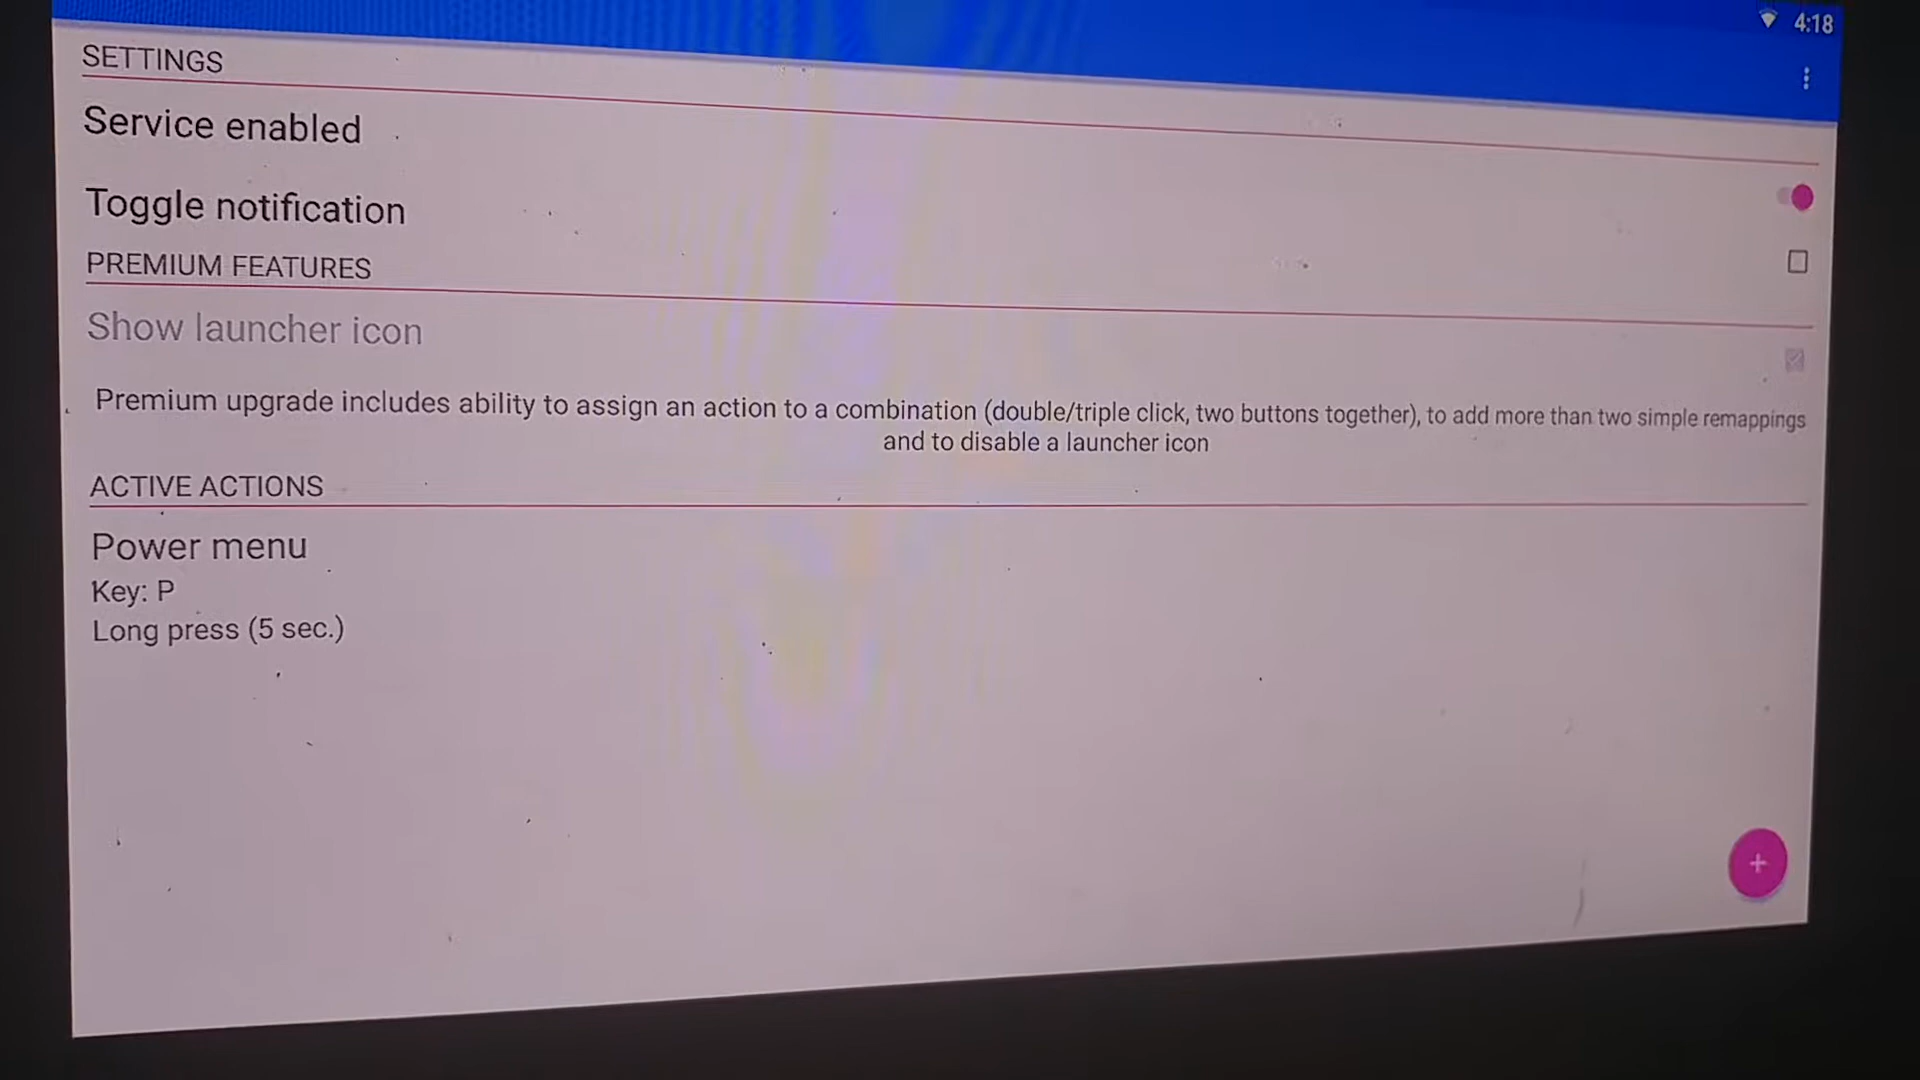 4:18
SETTINGS
Service enabled
Toggle notification
PREMIUM FEATURES
Show launcher icon
Premium upgrade includes ability to assign an action to a combination (double/triple click, two buttons together), to add more than two simple remappings
and to disable a launcher icon
ACTIVE ACTIONS
Power menu
Key: P
Long press (5 sec.)
+